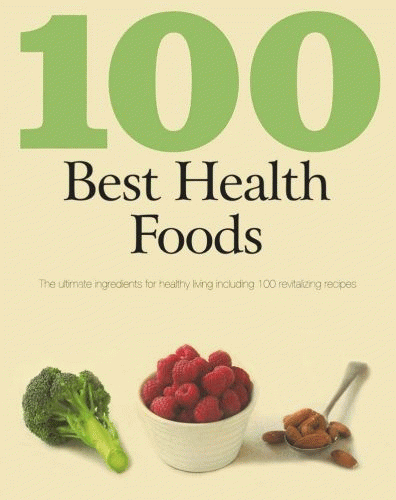 100
Best Health
Foods
The ultimate ingredients for healthy living including 100 revitalizing recipes